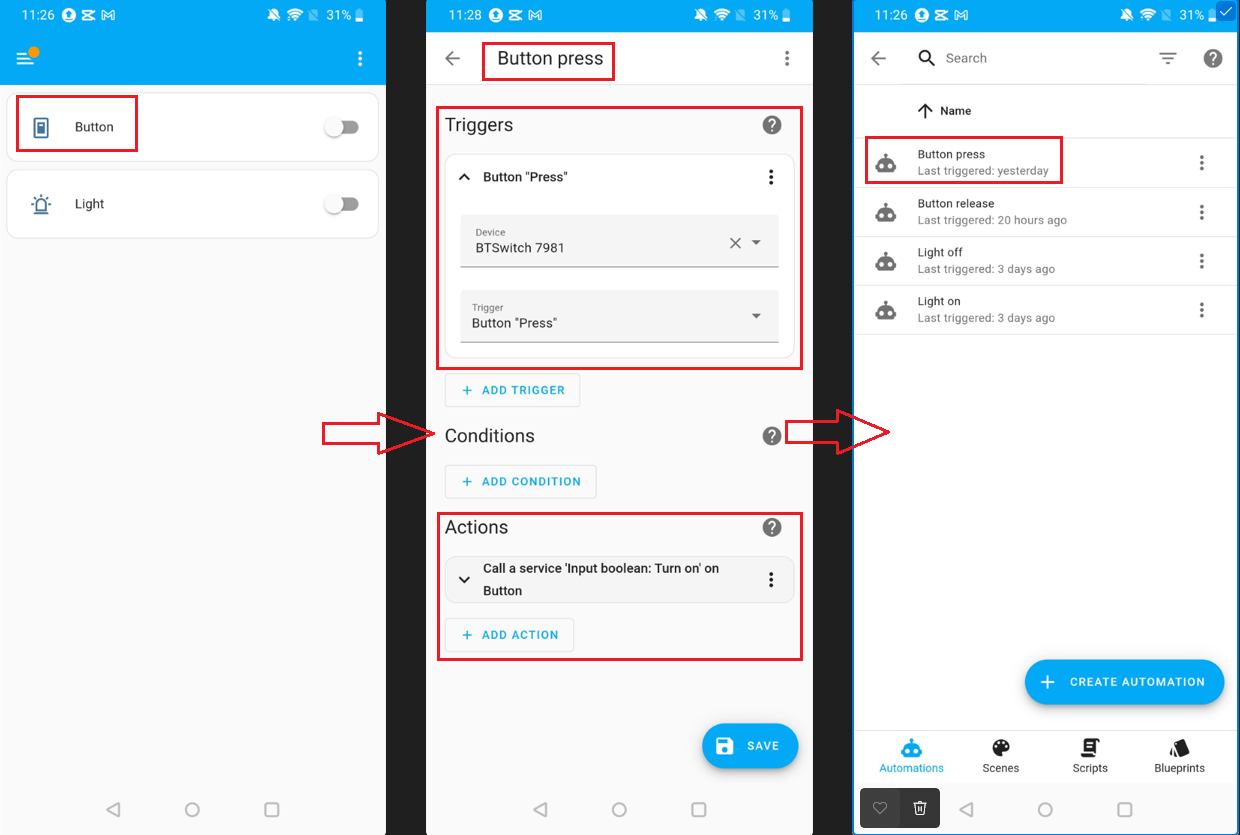 11:26
31%
Button
Light
11:28
31%
Button press
Triggers
Button "Press"
Device
BTSwitch 7981
Trigger
Button "Press"
+ ADD TRIGGER
Conditions
+ ADD CONDITION
Actions
Call a service 'Input boolean: Turn on' on
Button
+ ADD ACTION
SAVE
11:26
31%
Search
Name
Button press
Last triggered: yesterday
Button release
Last triggered: 20 hours ago
Light off
Last triggered: 3 days ago
Light on
Last triggered: 3 days ago
+ CREATE AUTOMATION
Automations
Scenes
Scripts
Blueprints